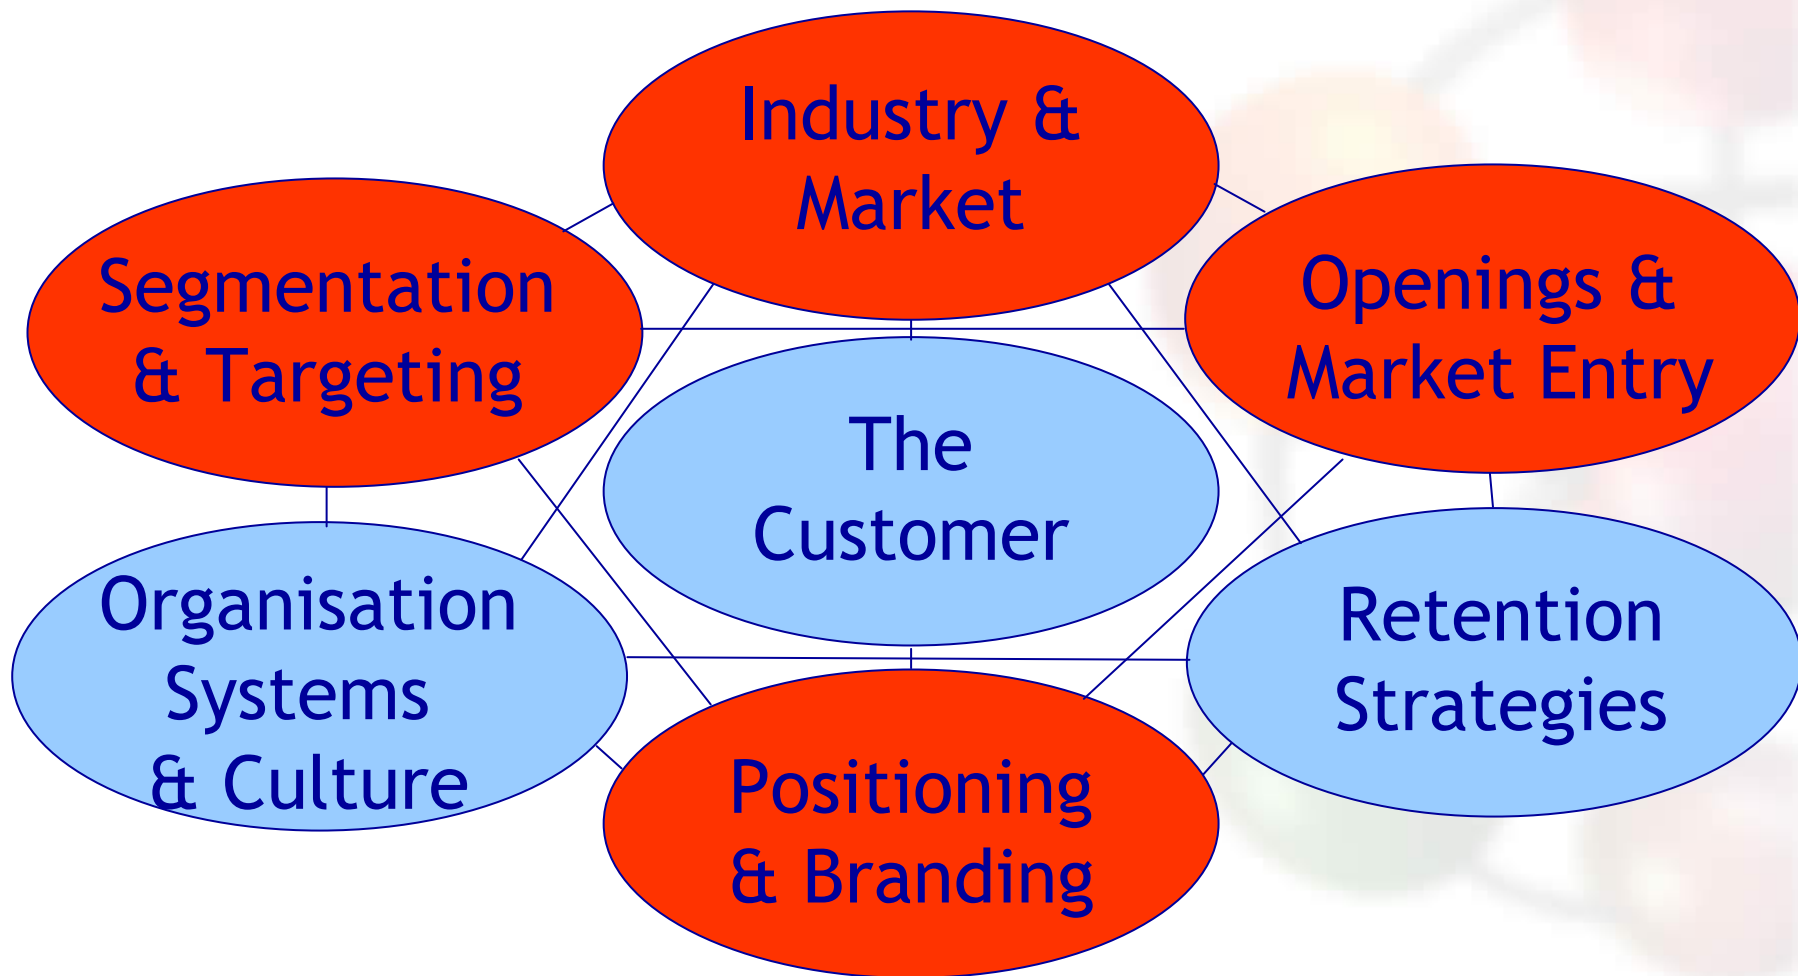 Industry &
Market
Segmentation
& Targeting
Openings &
Market Entry
The
Customer
Organisation
Systems
& Culture
Retention
Strategies
Positioning
& Branding